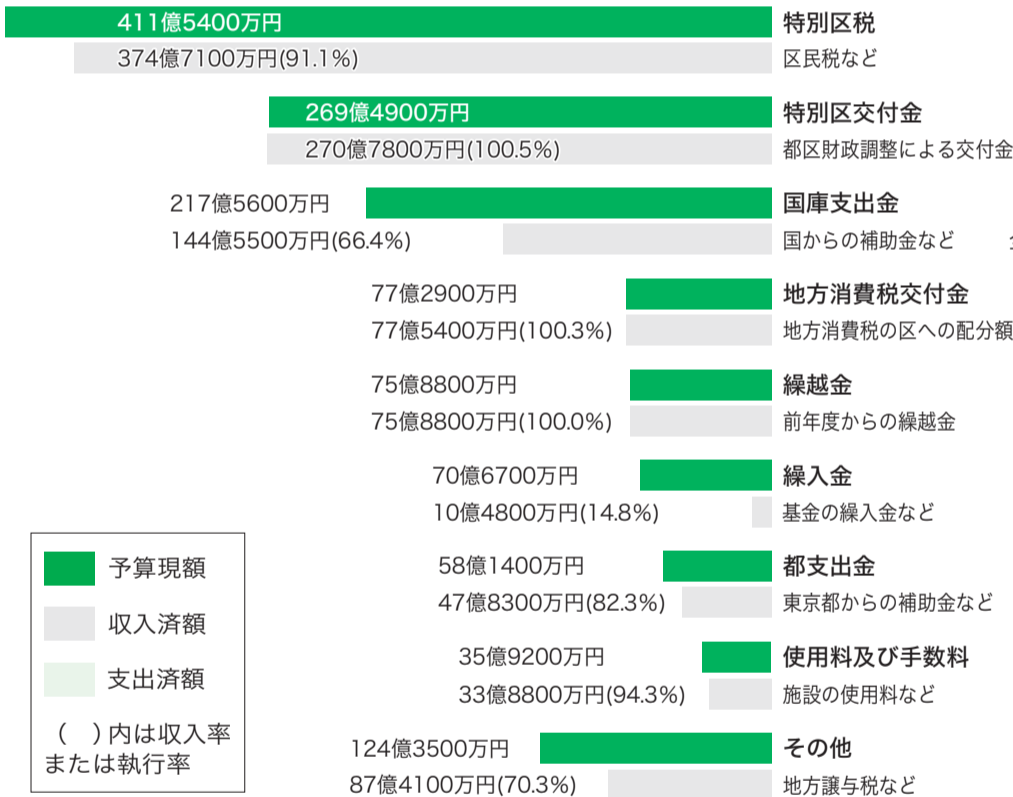 411億5400万円
特別区税
374億7100万円(91.1%)
区民税など
269億4900万円
特別区交付金
270億7800万円(100.5%)
都区財政調整による交付金
217億5600万円
国庫支出金
144億5500万円(66.4%)
国からの補助金など
77億2900万円
地方消費税交付金
77億5400万円(100.3%)
地方消費税の区への配分額
75億8800万円
繰越金
75億8800万円(100.0%)
前年度からの繰越金
70億6700万円
繰入金
10億4800万円(14.8%)
基金の繰入金など
58億1400万円
都支出金
47億8300万円(82.3%)
東京都からの補助金など
35億9200万円
使用料及び手数料
33億8800万円(94.3%)
施設の使用料など
124億3500万円
その他
87億4100万円(70.3%)
地方譲与税など
予算現額
収入済額
支出済額
(　)内は収入率
または執行率